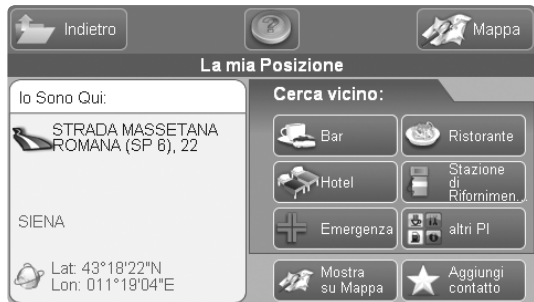 Indietro
?
Mappa
La mia Posizione
Io Sono Qui:
STRADA MASSETANA
ROMANA (SP 6), 22
SIENA
Lat: 43°18'22"N
Lon: 011°19'04"E
Cerca vicino:
Bar
Ristorante
Hotel
Stazione
di
Rifornimen...
Emergenza
altri PI
Mostra
su Mappa
Aggiungi
contatto